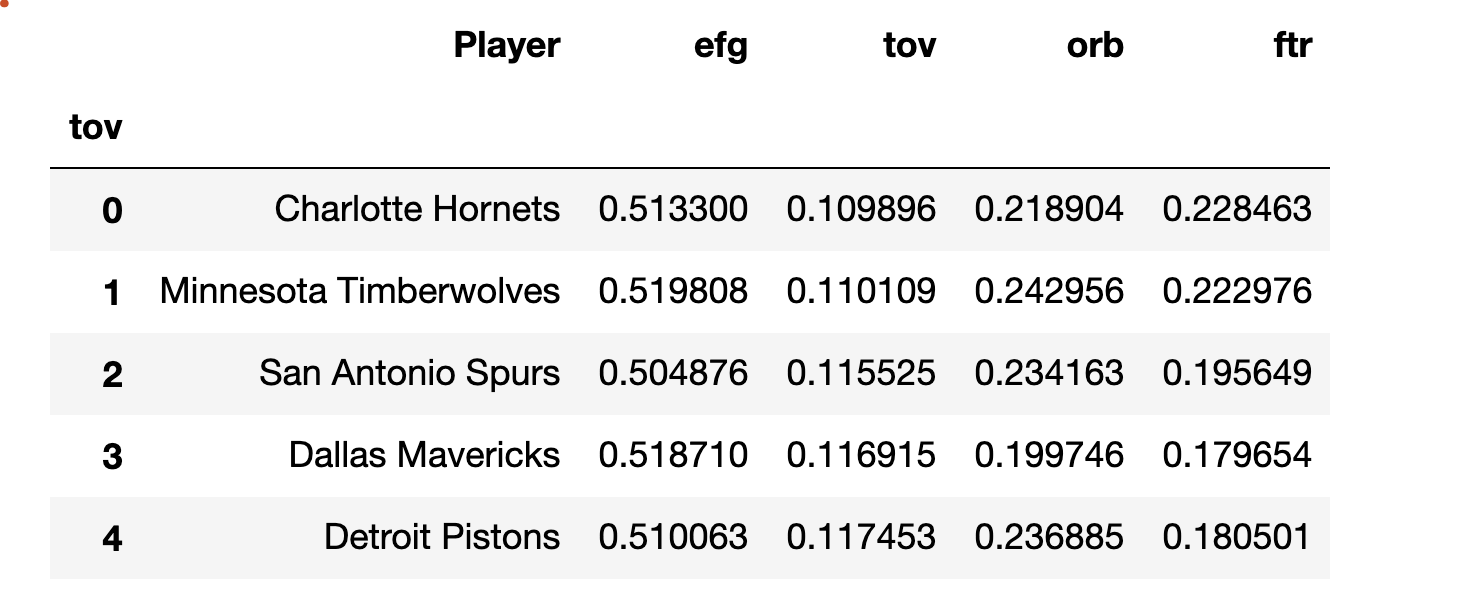 Player efg tov orb ftr
tov
0 Charlotte Hornets 0.513300 0.109896 0.218904 0.228463
1 Minnesota Timberwolves 0.519808 0.110109 0.242956 0.222976
2 San Antonio Spurs 0.504876 0.115525 0.234163 0.195649
3 Dallas Mavericks 0.518710 0.116915 0.199746 0.179654
4 Detroit Pistons 0.510063 0.117453 0.236885 0.180501